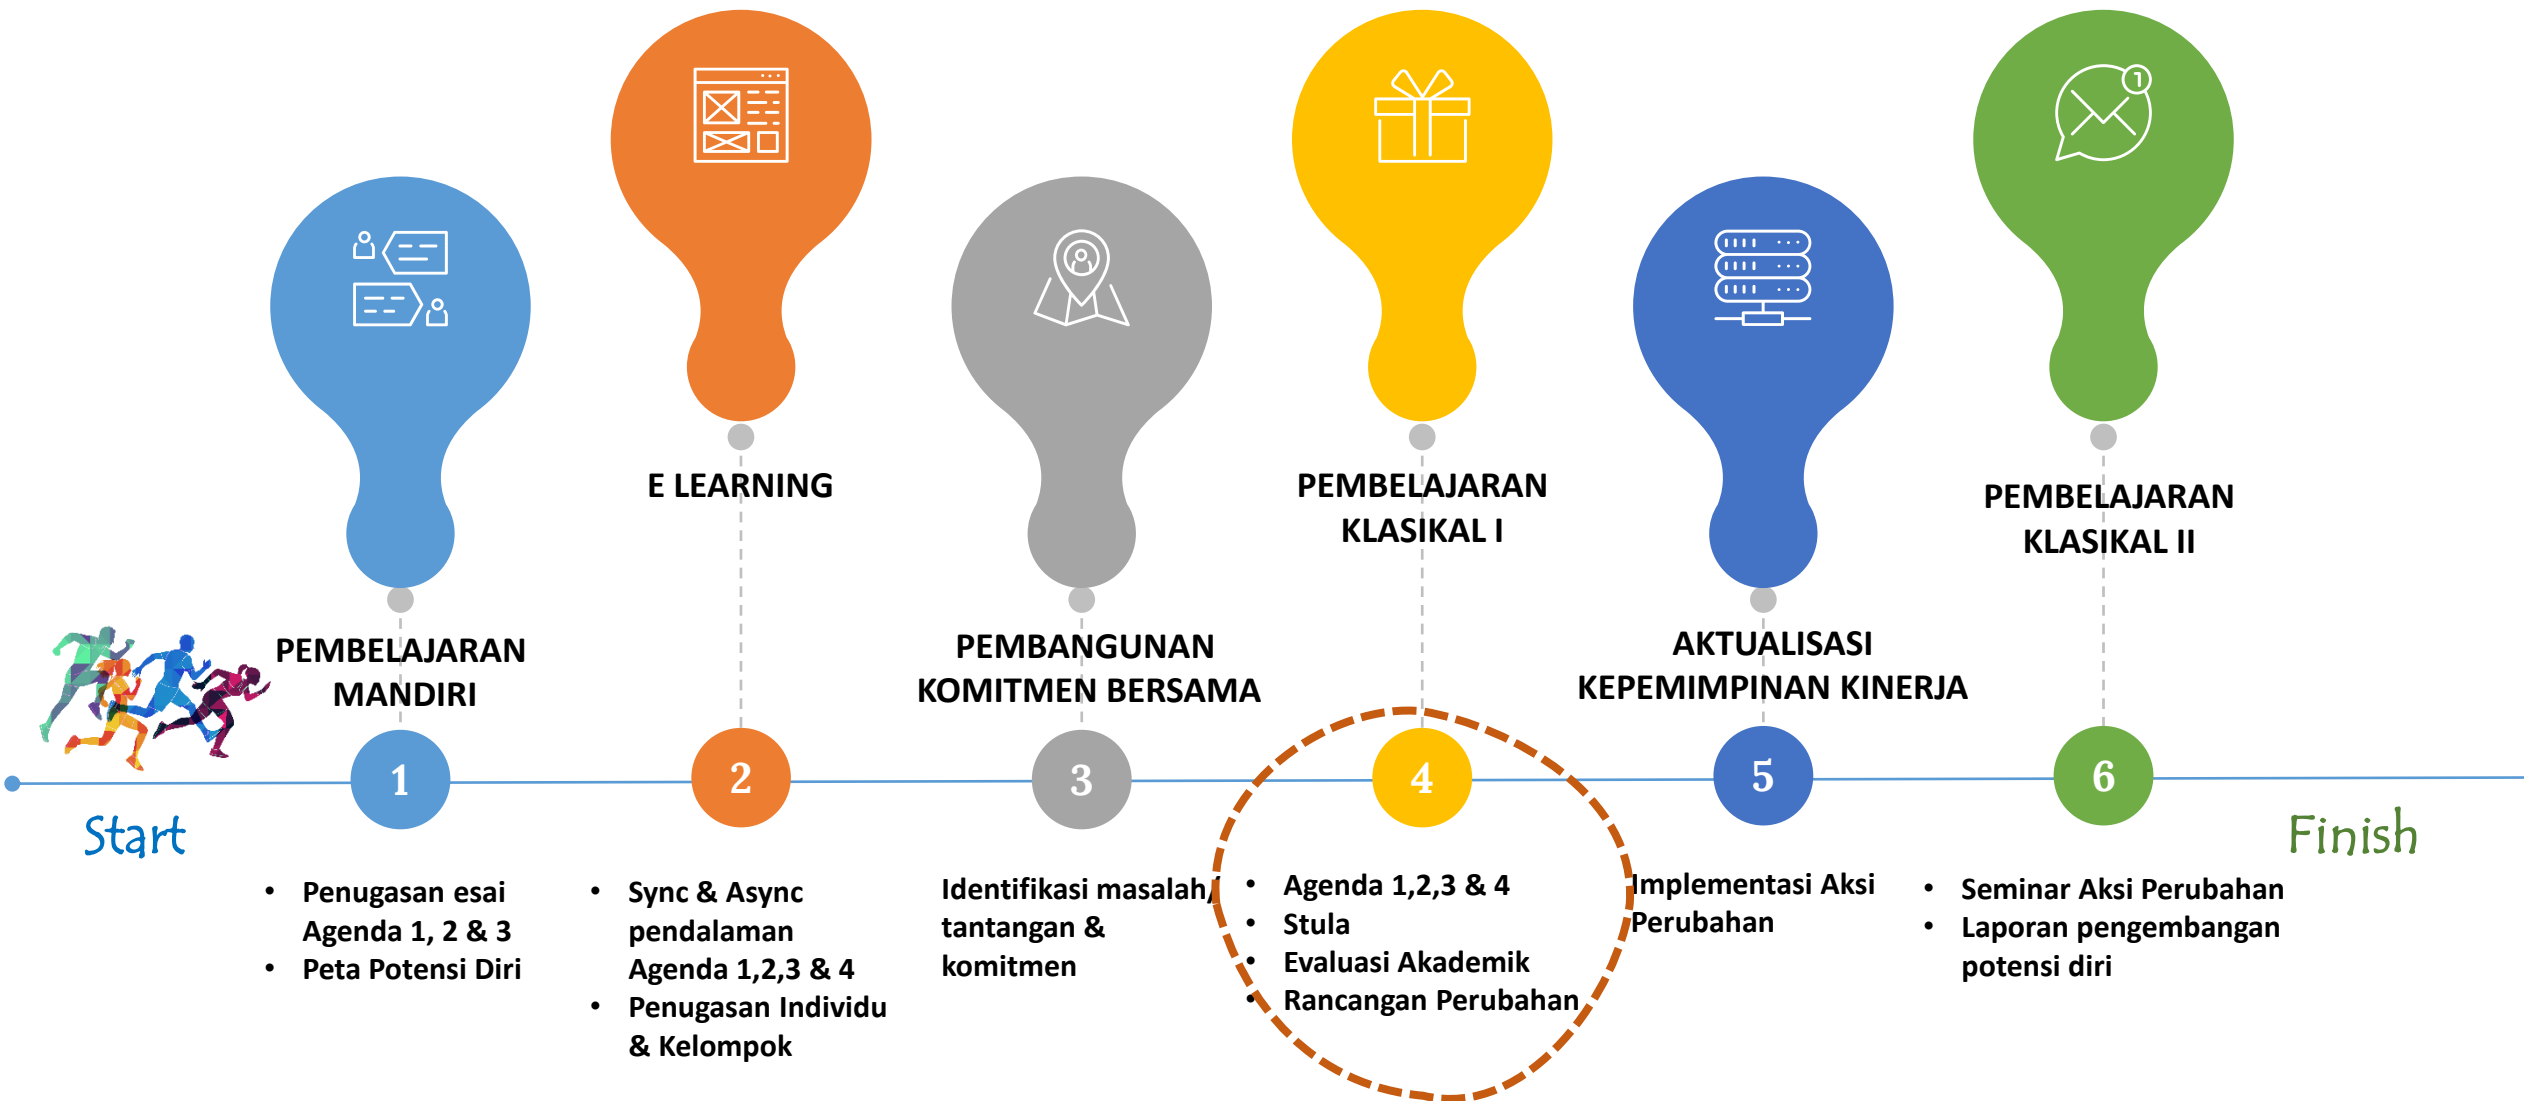 E LEARNING
PEMBELAJARAN
KLASIKAL I
PEMBELAJARAN
KLASIKAL II
PEMBELAJARAN
MANDIRI
PEMBANGUNAN
KOMITMEN BERSAMA
AKTUALISASI
KEPEMIMPINAN KINERJA
1
2
3
4
5
6
Start
Finish
• Penugasan esai
Agenda 1, 2 & 3
• Peta Potensi Diri
• Sync & Async
pendalaman
Agenda 1,2,3 & 4
• Penugasan Individu
& Kelompok
Identifikasi masalah/
tantangan &
komitmen
• Agenda 1,2,3 & 4
• Stula
• Evaluasi Akademik
• Rancangan Perubahan
Implementasi Aksi
Perubahan
• Seminar Aksi Perubahan
• Laporan pengembangan
potensi diri
1